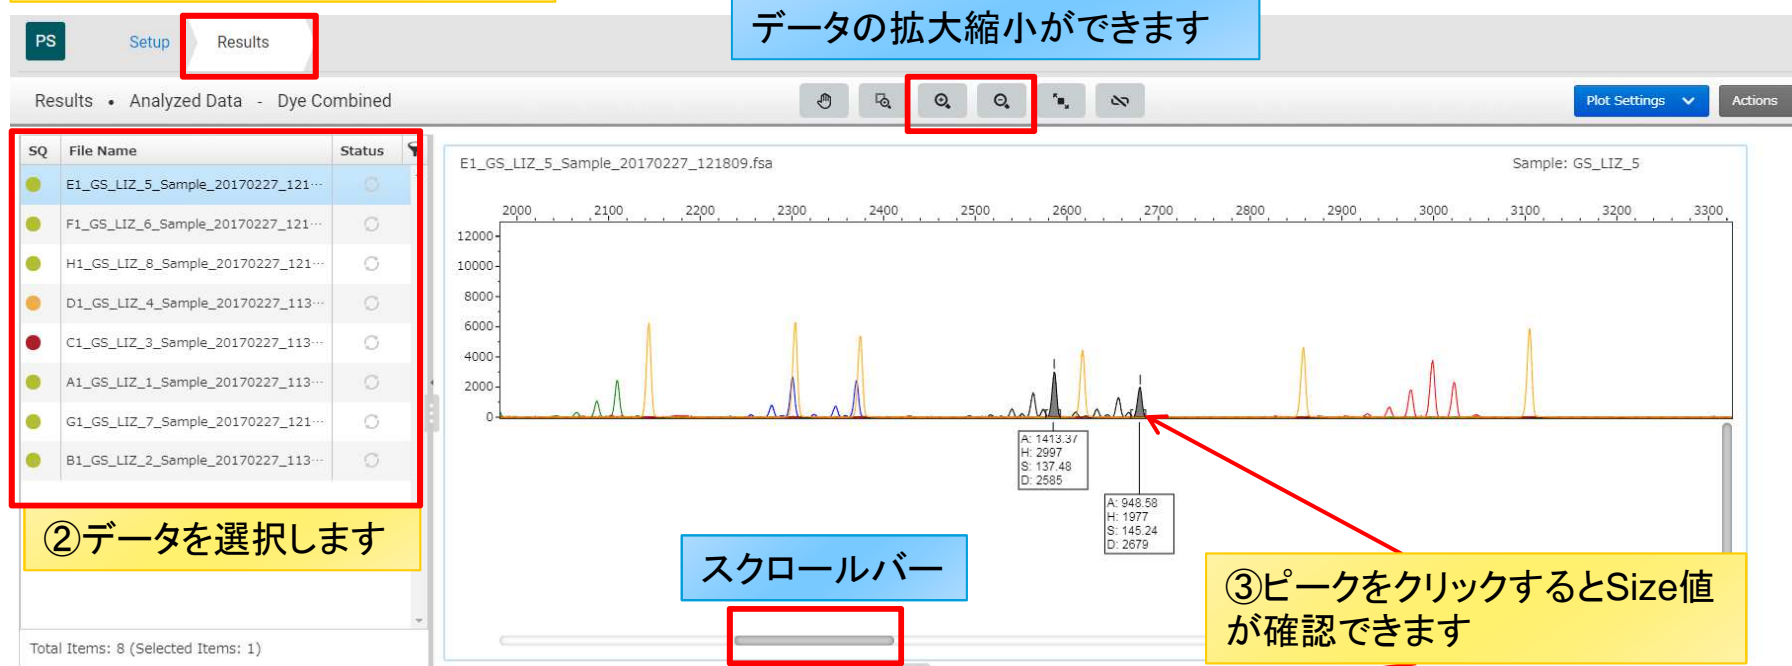 データの拡大縮小ができます
PS Setup Results
Results • Analyzed Data - Dye Combined
Plot Settings Actions
SQ File Name Status
E1_GS_LIZ_5_Sample_20170227_121···
F1_GS_LIZ_6_Sample_20170227_121···
H1_GS_LIZ_8_Sample_20170227_121···
D1_GS_LIZ_4_Sample_20170227_113···
C1_GS_LIZ_3_Sample_20170227_113···
A1_GS_LIZ_1_Sample_20170227_113···
G1_GS_LIZ_7_Sample_20170227_121···
B1_GS_LIZ_2_Sample_20170227_113···
②データを選択します
Total Items: 8 (Selected Items: 1)
E1_GS_LIZ_5_Sample_20170227_121809.fsa Sample: GS_LIZ_5
2000 2100 2200 2300 2400 2500 2600 2700 2800 2900 3000 3100 3200 3300
12000
10000
8000
6000
4000
2000
0
A: 1413.37
H: 2997
S: 137.48
D: 2585
A: 948.58
H: 1977
S: 145.24
D: 2679
スクロールバー
③ピークをクリックするとSize値
が確認できます